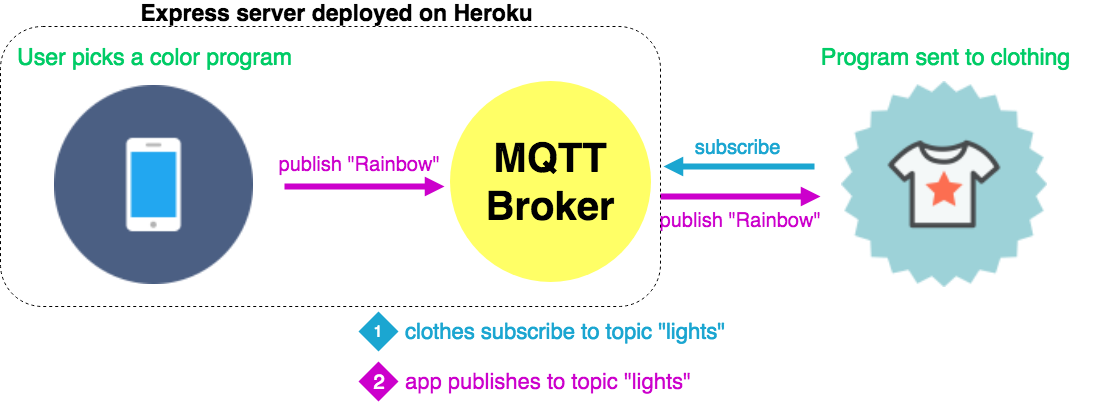 Express server deployed on Heroku
User picks a color program
Program sent to clothing
publish "Rainbow"
MQTT
Broker
subscribe
publish "Rainbow"
1 clothes subscribe to topic "lights"
2 app publishes to topic "lights"